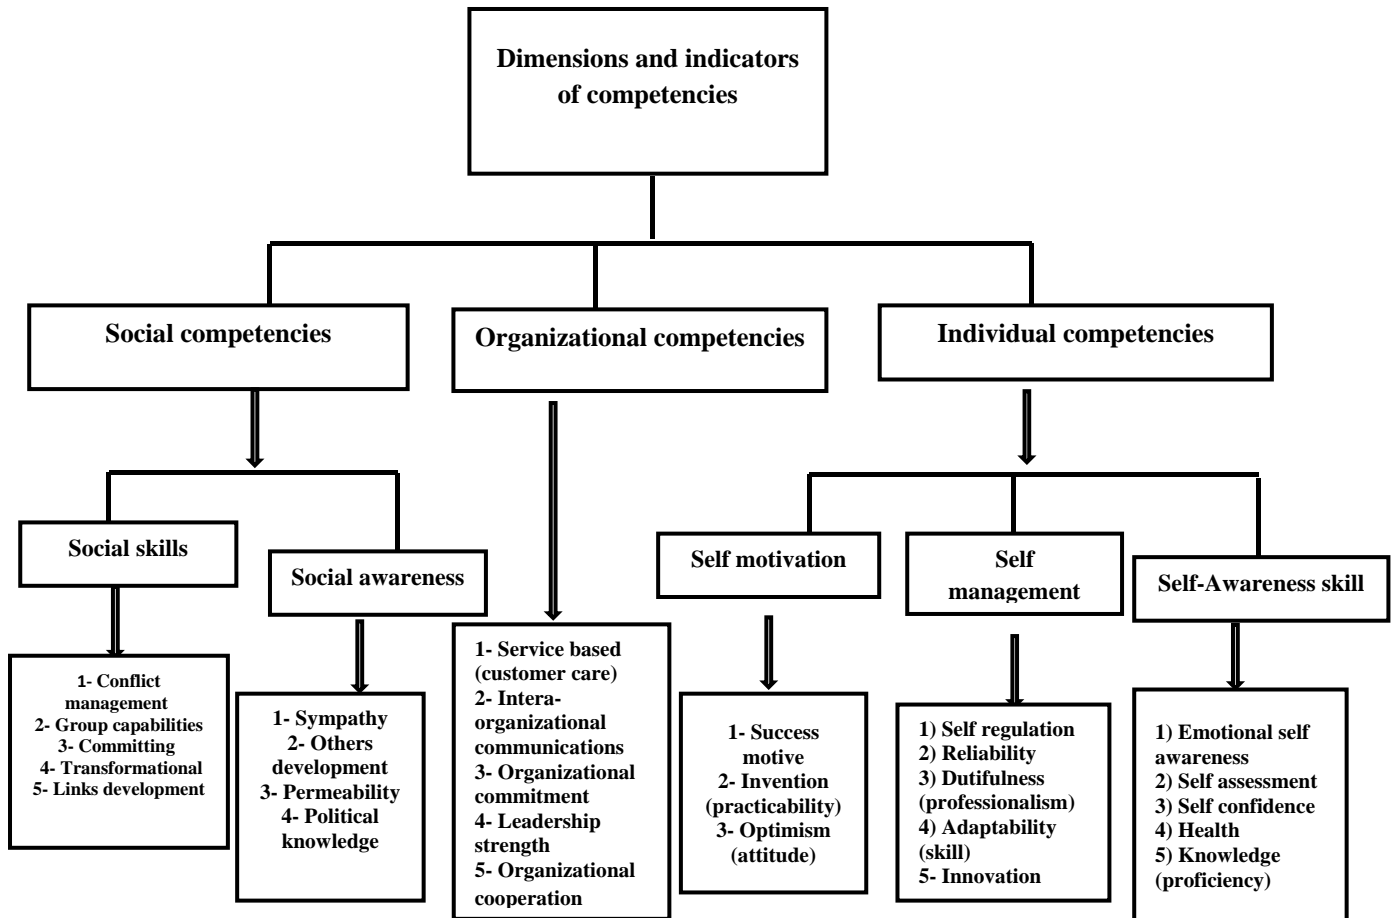 Dimensions and indicators
of competencies
Social competencies
Organizational competencies
Individual competencies
Social skills
Social awareness
Self motivation
Self
management
Self-Awareness skill
1- Conflict
management
2- Group capabilities
3- Committing
4- Transformational
5- Links development
1- Sympathy
2- Others
development
3- Permeability
4- Political
knowledge
1- Service based
(customer care)
2- Intera-
organizational
communications
3- Organizational
commitment
4- Leadership
strength
5- Organizational
cooperation
1- Success
motive
2- Invention
(practicability)
3- Optimism
(attitude)
1) Self regulation
2) Reliability
3) Dutifulness
(professionalism)
4) Adaptability
(skill)
5- Innovation
1) Emotional self
awareness
2) Self assessment
3) Self confidence
4) Health
5) Knowledge
(proficiency)